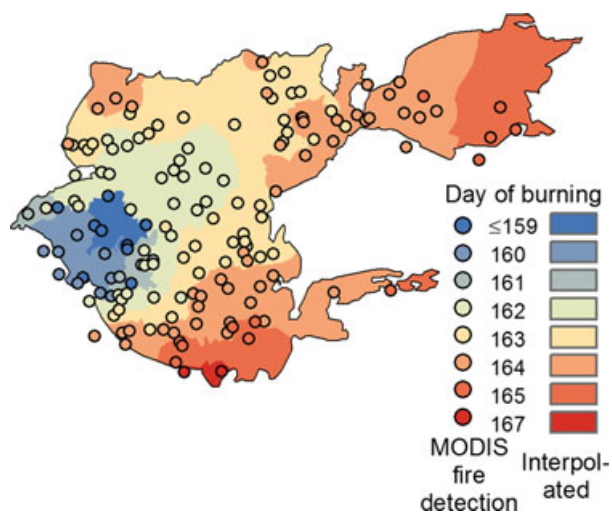 Day of burning
≤159
160
161
162
163
164
165
167
MODIS
fire
detection
Interpol-
ated